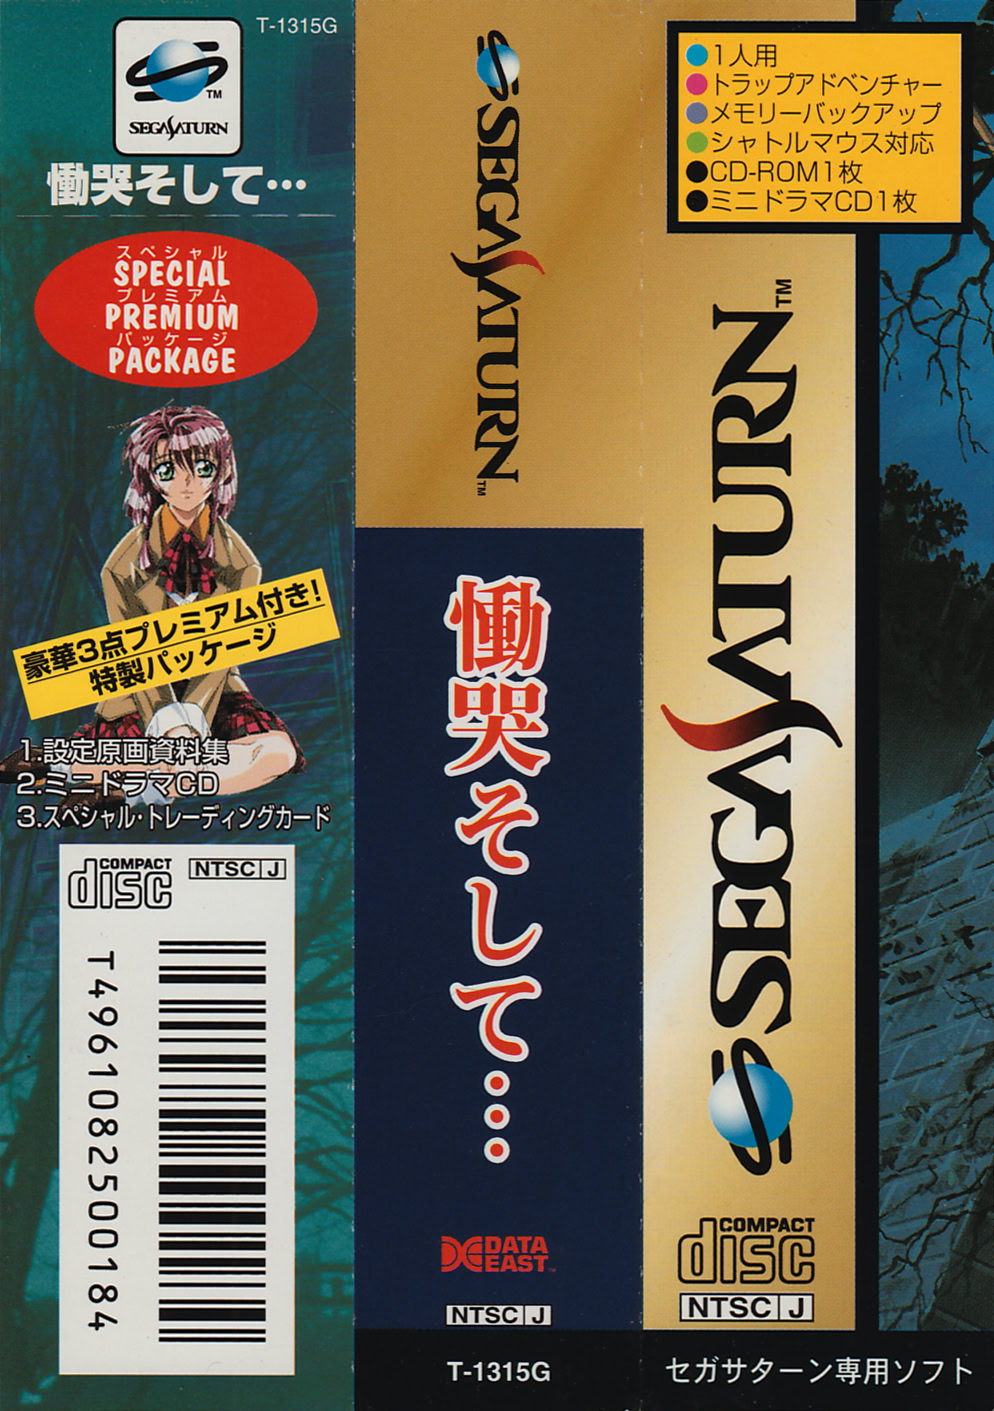 T-1315G
TM
SEGA SATURN
慟哭そして…
スペシャル
SPECIAL
プレミアム
PREMIUM
パッケージ
PACKAGE
豪華3点プレミアム付き!
特製パッケージ
1.設定原画資料集
2.ミニドラマCD
3.スペシャル・トレーディングカード
COMPACT
disc
NTSC J
T4961082500184
SEGA SATURN
TM
慟哭そして…
DATA
EAST
NTSC J
T-1315G
●1人用
●トラップアドベンチャー
●メモリーバックアップ
●シャトルマウス対応
●CD-ROM1枚
●ミニドラマCD1枚
SEGA SATURN
TM
COMPACT
disc
NTSC J
セガサターン専用ソフト